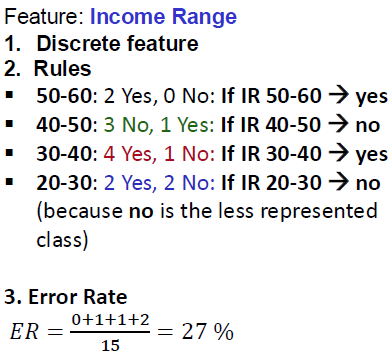 Feature: Income Range
1. Discrete feature
2. Rules
▪ 50-60: 2 Yes, 0 No: If IR 50-60 → yes
▪ 40-50: 3 No, 1 Yes: If IR 40-50 → no
▪ 30-40: 4 Yes, 1 No: If IR 30-40 → yes
▪ 20-30: 2 Yes, 2 No: If IR 20-30 → no
(because no is the less represented
class)
3. Error Rate
ER = (0+1+1+2)/15 = 27 %